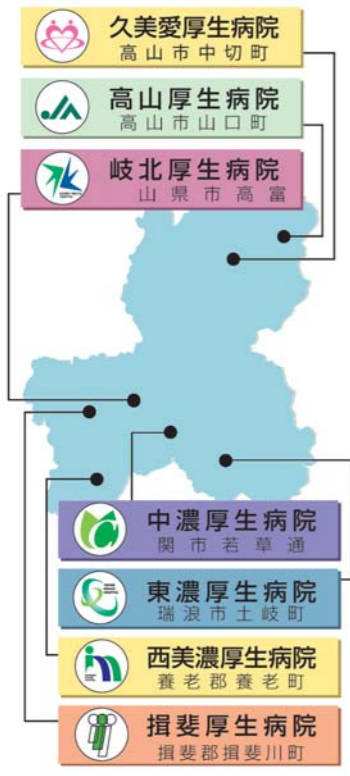 久美愛厚生病院
高山市中切町
JA
高山厚生病院
高山市山口町
岐北厚生病院
山県市高富
中濃厚生病院
関市若草通
東濃厚生病院
瑞浪市土岐町
西美濃厚生病院
養老郡養老町
揖斐厚生病院
揖斐郡揖斐川町